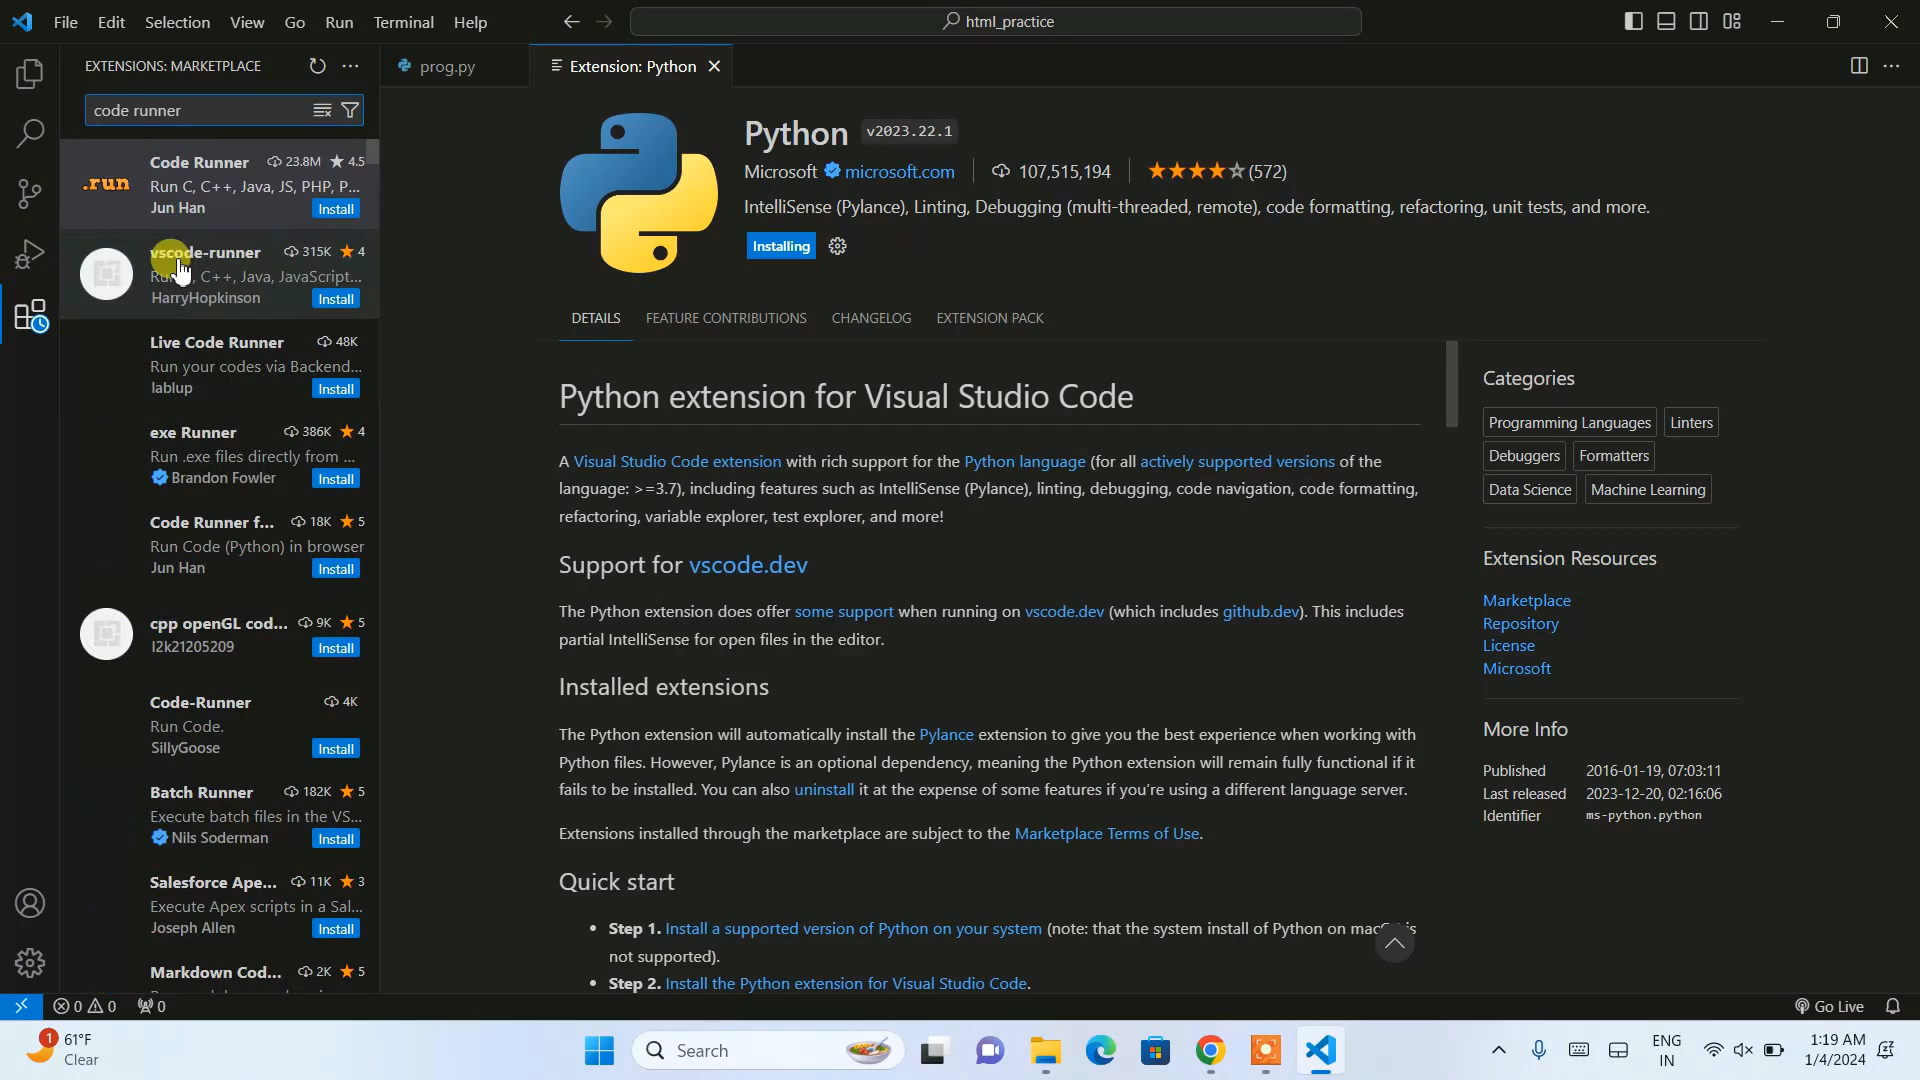 File Edit Selection View Go Run Terminal Help
html_practice
EXTENSIONS: MARKETPLACE
code runner
.run
Code Runner 23.8M 4.5
Run C, C++, Java, JS, PHP, P...
Jun Han Install
vscode-runner 315K 4
C++, Java, JavaScript...
HarryHopkinson Install
Live Code Runner 48K
Run your codes via Backend...
lablup Install
exe Runner 386K 4
Run .exe files directly from ...
Brandon Fowler Install
Code Runner f... 18K 5
Run Code (Python) in browser
Jun Han Install
cpp openGL cod... 9K 5
l2k21205209 Install
Code-Runner 4K
Run Code.
SillyGoose Install
Batch Runner 182K 5
Execute batch files in the VS...
Nils Soderman Install
Salesforce Ape... 11K 3
Execute Apex scripts in a Sal...
Joseph Allen Install
Markdown Cod... 2K 5
prog.py Extension: Python
Python v2023.22.1
Microsoft microsoft.com 107,515,194 (572)
IntelliSense (Pylance), Linting, Debugging (multi-threaded, remote), code formatting, refactoring, unit tests, and more.
Installing
DETAILS FEATURE CONTRIBUTIONS CHANGELOG EXTENSION PACK
Python extension for Visual Studio Code
A Visual Studio Code extension with rich support for the Python language (for all actively supported versions of the
language: >=3.7), including features such as IntelliSense (Pylance), linting, debugging, code navigation, code formatting,
refactoring, variable explorer, test explorer, and more!
Support for vscode.dev
The Python extension does offer some support when running on vscode.dev (which includes github.dev). This includes
partial IntelliSense for open files in the editor.
Installed extensions
The Python extension will automatically install the Pylance extension to give you the best experience when working with
Python files. However, Pylance is an optional dependency, meaning the Python extension will remain fully functional if it
fails to be installed. You can also uninstall it at the expense of some features if you're using a different language server.
Extensions installed through the marketplace are subject to the Marketplace Terms of Use.
Quick start
• Step 1. Install a supported version of Python on your system (note: that the system install of Python on is
not supported).
• Step 2. Install the Python extension for Visual Studio Code.
Categories
Programming Languages Linters
Debuggers Formatters
Data Science Machine Learning
Extension Resources
Marketplace
Repository
License
Microsoft
More Info
Published 2016-01-19, 07:03:11
Last released 2023-12-20, 02:16:06
Identifier ms-python.python
0 0 0 Go Live
1 61°F
Clear
Search
ENG
IN
1:19 AM
1/4/2024